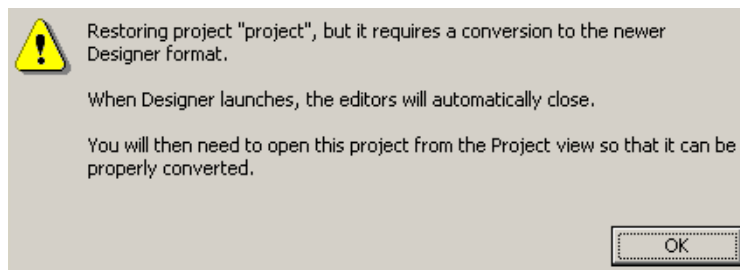 Restoring project "project", but it requires a conversion to the newer
Designer format.
When Designer launches, the editors will automatically close.
You will then need to open this project from the Project view so that it can be
properly converted.
OK